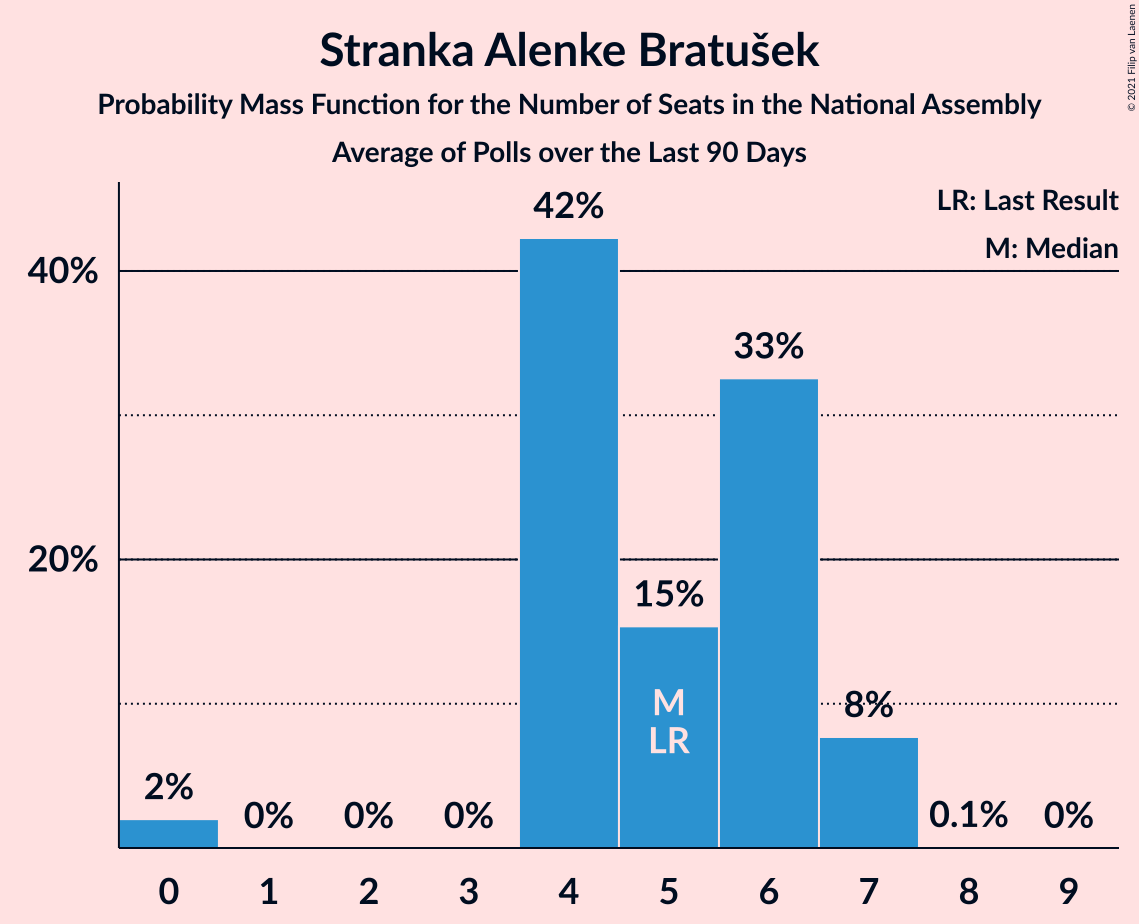 Stranka Alenke Bratušek
Probability Mass Function for the Number of Seats in the National Assembly
Average of Polls over the Last 90 Days
© 2021 Filip van Laenen
LR: Last Result
M: Median
40%
20%
2%
0%
0%
0%
42%
15%
33%
8%
0.1%
0%
M
LR
0 1 2 3 4 5 6 7 8 9